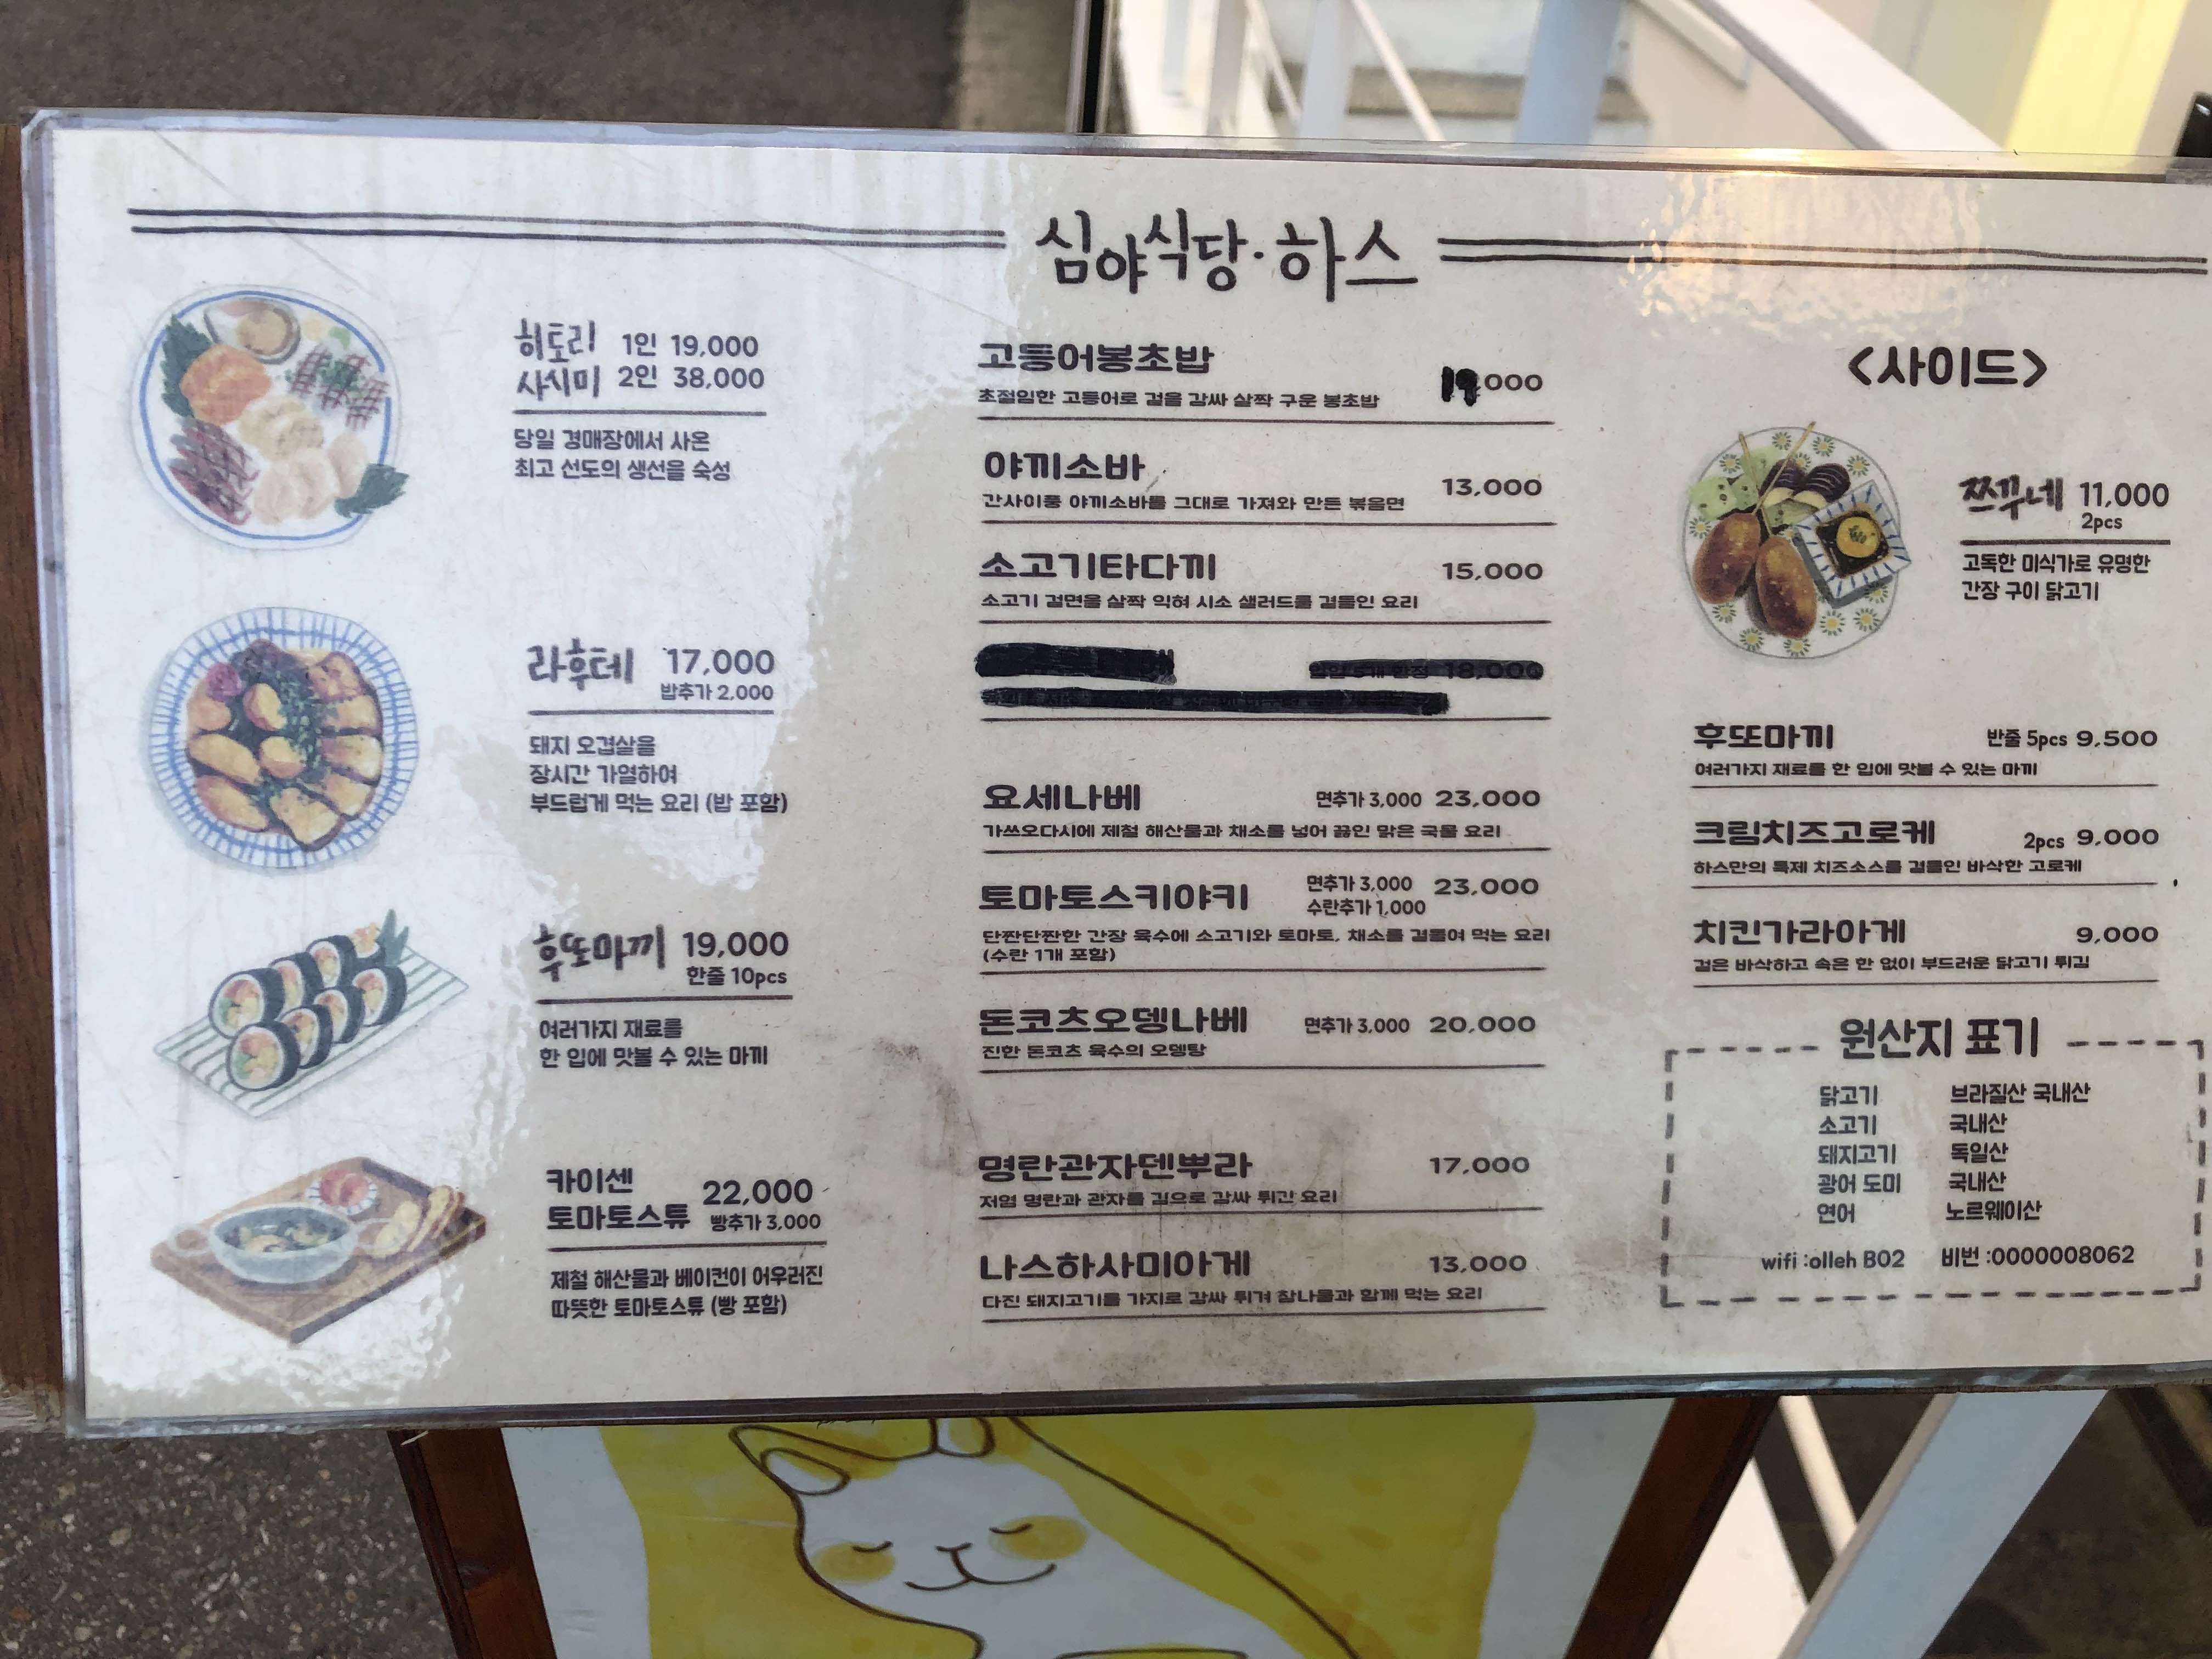 심야식당·하스
히토리 1인 19,000
사시미 2인 38,000
당일 경매장에서 사온
최고 선도의 생선을 숙성
라후테 17,000
밥추가 2,000
돼지 오겹살을
장시간 가열하여
부드럽게 먹는 요리 (밥 포함)
후또마끼 19,000
한줄 10pcs
여러가지 재료를
한 입에 맛볼 수 있는 마끼
카이센
토마토스튜 22,000
빵추가 3,000
제철 해산물과 베이컨이 어우러진
따뜻한 토마토스튜 (빵 포함)
고등어봉초밥 19,000
초절임한 고등어로 겉을 감싸 살짝 구운 봉초밥
야끼소바 13,000
간사이풍 야끼소바를 그대로 가져와 만든 볶음면
소고기타다끼 15,000
소고기 겉면을 살짝 익혀 시소 샐러드를 곁들인 요리
18,000
요세나베 면추가 3,000 23,000
가쓰오다시에 제철 해산물과 채소를 넣어 끓인 맑은 국물 요리
토마토스키야키 면추가 3,000 23,000
수란추가 1,000
단짠단짠한 간장 육수에 소고기와 토마토, 채소를 곁들여 먹는 요리
(수란 1개 포함)
돈코츠오뎅나베 면추가 3,000 20,000
진한 돈코츠 육수의 오뎅탕
명란관자덴뿌라 17,000
저염 명란과 관자를 김으로 감싸 튀긴 요리
나스하사미아게 13,000
다진 돼지고기를 가지로 감싸 튀겨 참나물과 함께 먹는 요리
<사이드>
쯔꾸네 11,000
2pcs
고독한 미식가로 유명한
간장 구이 닭고기
후또마끼 반줄 5pcs 9,500
여러가지 재료를 한 입에 맛볼 수 있는 마끼
크림치즈고로케 2pcs 9,000
하스만의 특제 치즈소스를 곁들인 바삭한 고로케
치킨가라아게 9,000
겉은 바삭하고 속은 한 없이 부드러운 닭고기 튀김
원산지 표기
닭고기 브라질산 국내산
소고기 국내산
돼지고기 독일산
광어 도미 국내산
연어 노르웨이산
wifi :olleh B02 비번 :0000008062